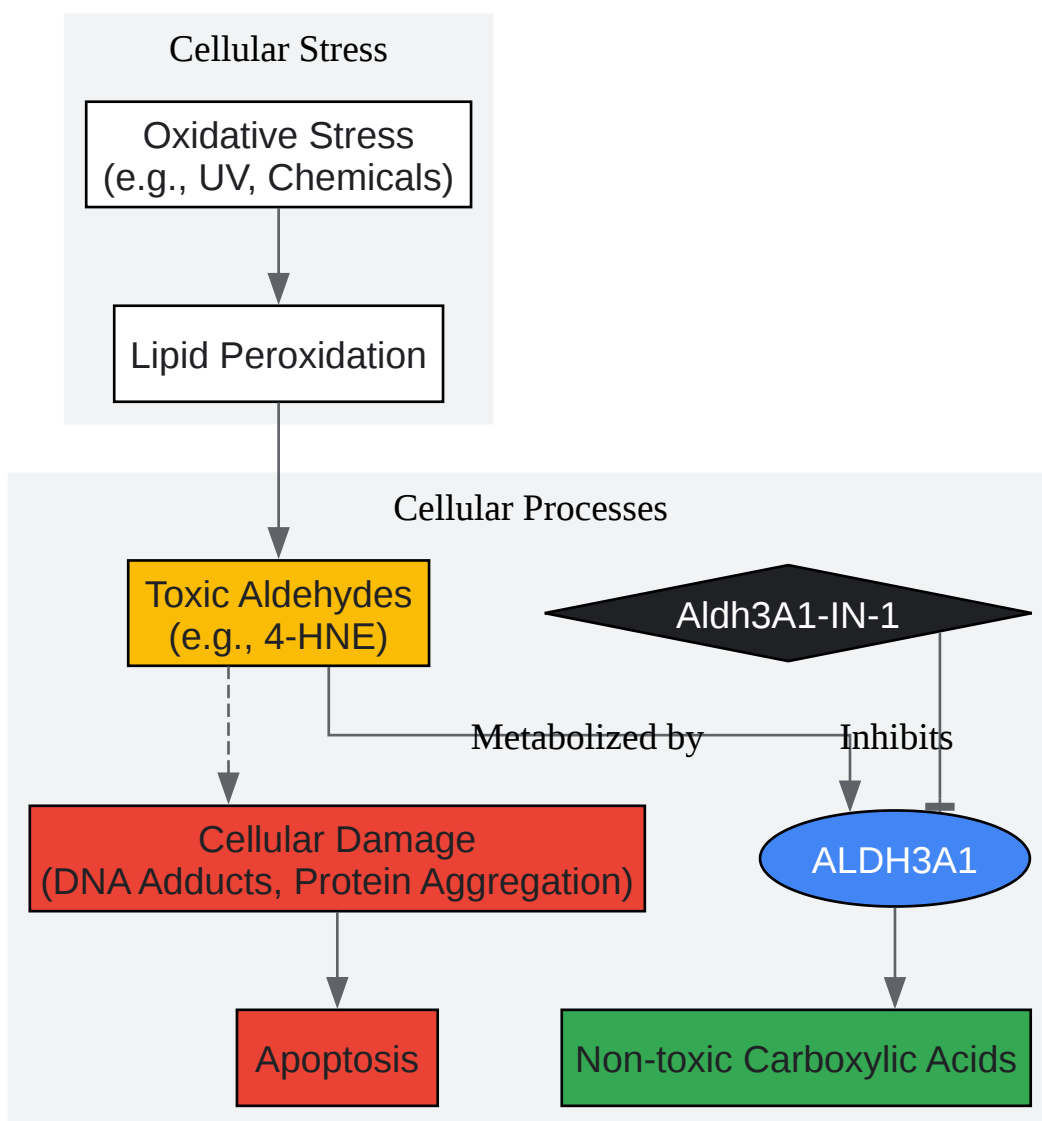 Cellular Stress
Oxidative Stress
(e.g., UV, Chemicals)
Lipid Peroxidation
Cellular Processes
Toxic Aldehydes
(e.g., 4-HNE)
Aldh3A1-IN-1
Metabolized by
Inhibits
Cellular Damage
(DNA Adducts, Protein Aggregation)
ALDH3A1
Apoptosis
Non-toxic Carboxylic Acids